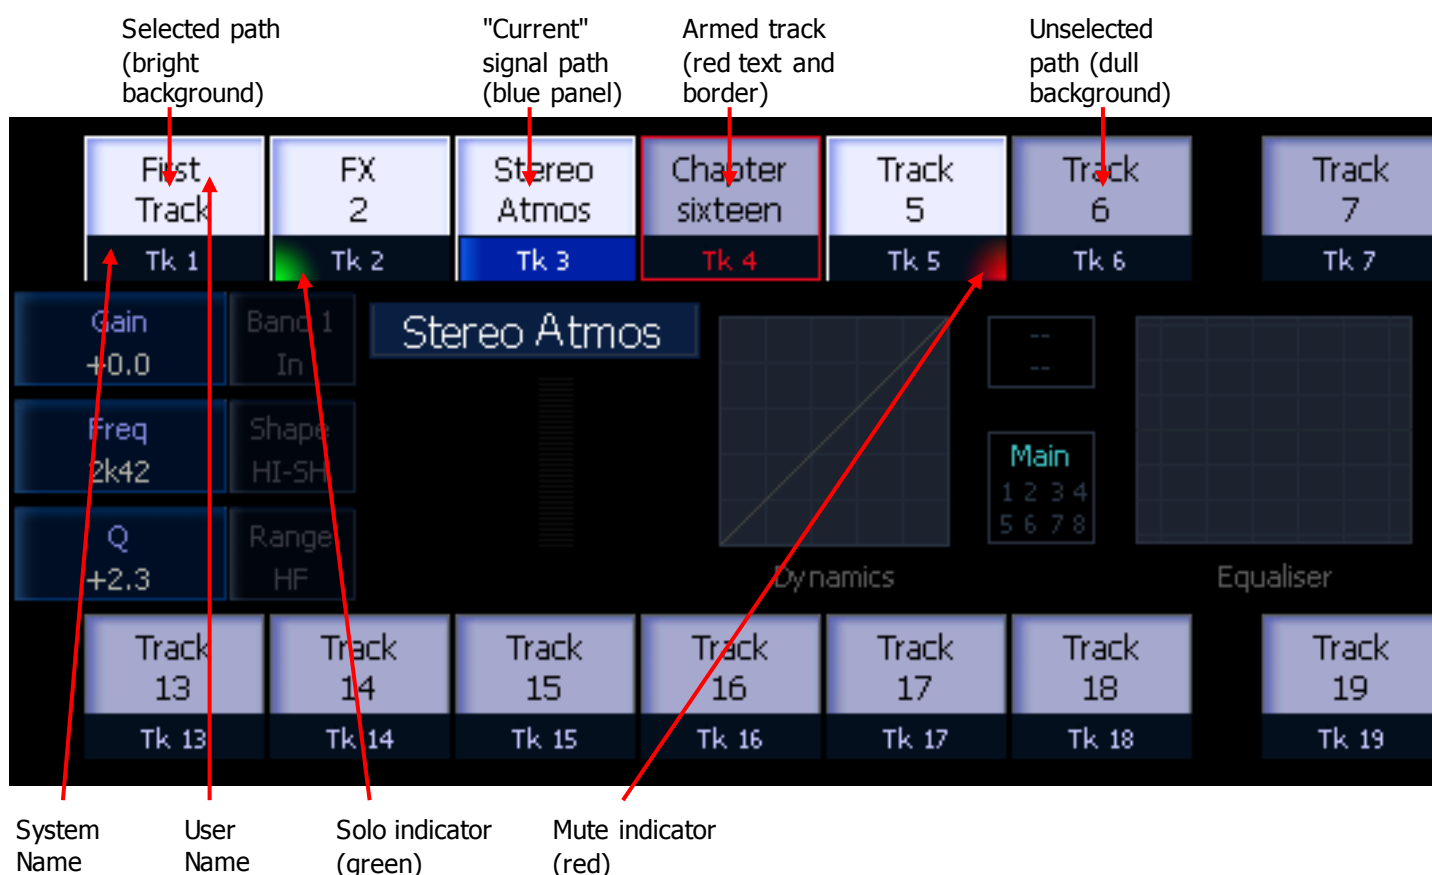 Selected path
(bright
background)
"Current"
signal path
(blue panel)
Armed track
(red text and
border)
Unselected
path (dull
background)
First
Track
Tk 1
FX
2
Tk 2
Stereo
Atmos
Tk 3
Chapter
sixteen
Tk 4
Track
5
Tk 5
Track
6
Tk 6
Track
7
Tk 7
Gain
+0.0
Band 1
In
Freq
2k42
Shape
HI-SH
Q
+2.3
Range
HF
Stereo Atmos
--
--
Main
1 2 3 4
5 6 7 8
Dynamics
Equaliser
Track
13
Tk 13
Track
14
Tk 14
Track
15
Tk 15
Track
16
Tk 16
Track
17
Tk 17
Track
18
Tk 18
Track
19
Tk 19
System
Name
User
Name
Solo indicator
(green)
Mute indicator
(red)